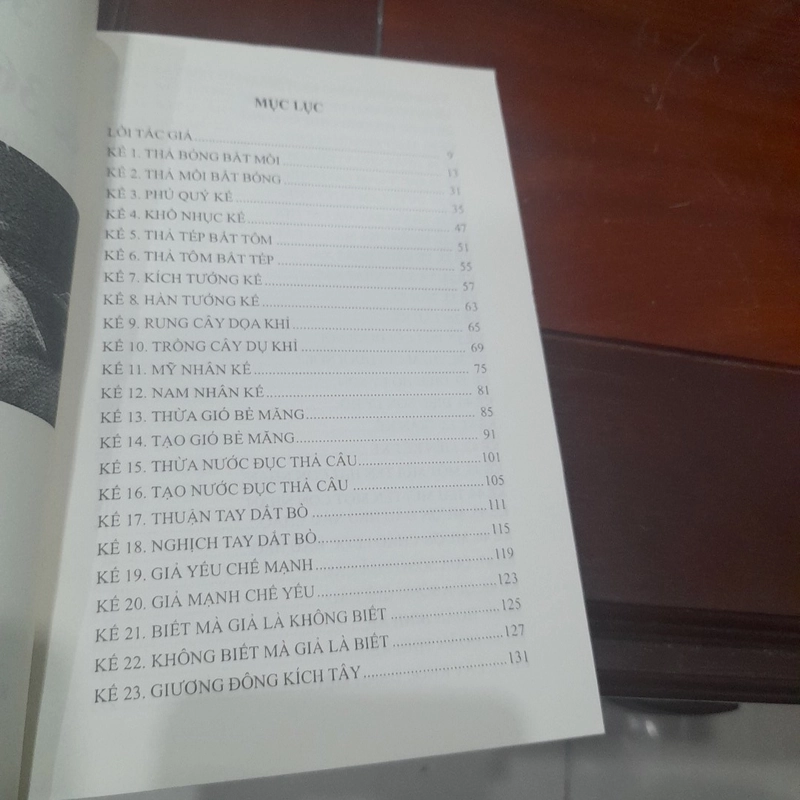 MỤC LỤC
LỜI TÁC GIẢ 9
KẾ 1. THẢ BÓNG BẮT MỒI 13
KẾ 2. THẢ MỒI BẮT BÓNG 31
KẾ 3. PHÚ QUÝ KẾ 35
KẾ 4. KHỔ NHỤC KẾ 47
KẾ 5. THẢ TÉP BẮT TÔM 51
KẾ 6. THẢ TÔM BẮT TÉP 55
KẾ 7. KÍCH TƯỚNG KẾ 57
KẾ 8. HÀN TƯỚNG KẾ 63
KẾ 9. RUNG CÂY DỌA KHỈ 65
KẾ 10. TRỒNG CÂY DỤ KHỈ 69
KẾ 11. MỸ NHÂN KẾ 75
KẾ 12. NAM NHÂN KẾ 81
KẾ 13. THỪA GIÓ BẺ MĂNG 85
KẾ 14. TẠO GIÓ BẺ MĂNG 91
KẾ 15. THỪA NƯỚC ĐỤC THẢ CÂU 101
KẾ 16. TẠO NƯỚC ĐỤC THẢ CÂU 105
KẾ 17. THUẬN TAY DẮT BÒ 111
KẾ 18. NGHỊCH TAY DẮT BÒ 115
KẾ 19. GIẢ YẾU CHẾ MẠNH 119
KẾ 20. GIẢ MẠNH CHẾ YẾU 123
KẾ 21. BIẾT MÀ GIẢ LÀ KHÔNG BIẾT 125
KẾ 22. KHÔNG BIẾT MÀ GIẢ LÀ BIẾT 127
KẾ 23. GIƯƠNG ĐÔNG KÍCH TÂY 131